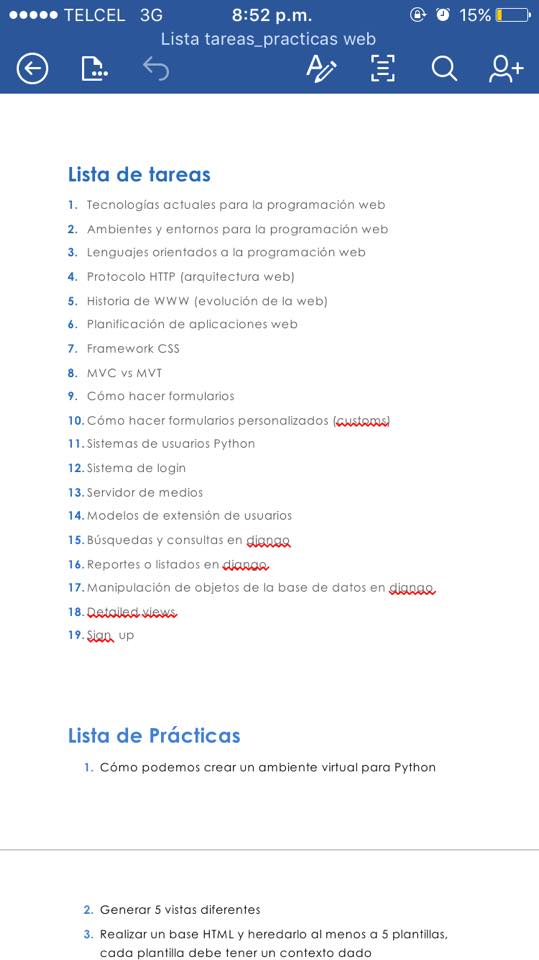 TELCEL 3G 8:52 p.m. 15%
Lista tareas_practicas web
Lista de tareas
1. Tecnologías actuales para la programación web
2. Ambientes y entornos para la programación web
3. Lenguajes orientados a la programación web
4. Protocolo HTTP (arquitectura web)
5. Historia de WWW (evolución de la web)
6. Planificación de aplicaciones web
7. Framework CSS
8. MVC vs MVT
9. Cómo hacer formularios
10. Cómo hacer formularios personalizados (customs)
11. Sistemas de usuarios Python
12. Sistema de login
13. Servidor de medios
14. Modelos de extensión de usuarios
15. Búsquedas y consultas en django
16. Reportes o listados en django
17. Manipulación de objetos de la base de datos en django
18. Detailed views
19. Sign up
Lista de Prácticas
1. Cómo podemos crear un ambiente virtual para Python
2. Generar 5 vistas diferentes
3. Realizar un base HTML y heredarlo al menos a 5 plantillas,
cada plantilla debe tener un contexto dado